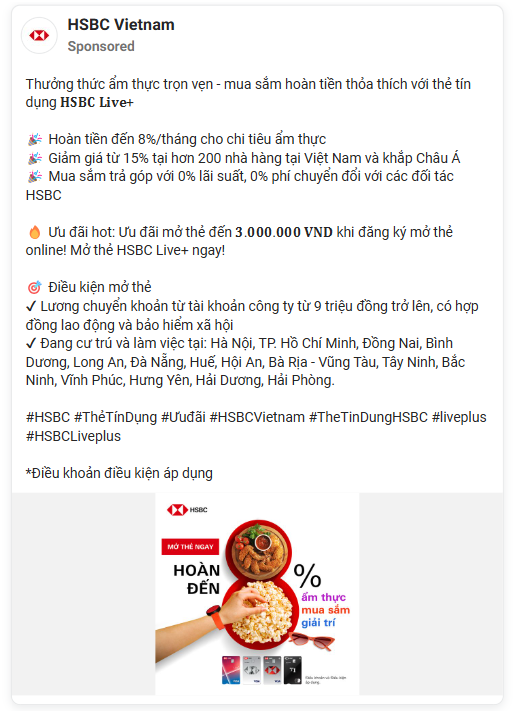 HSBC Vietnam
Sponsored
Thưởng thức ẩm thực trọn vẹn - mua sắm hoàn tiền thỏa thích với thẻ tín
dụng HSBC Live+
🎉 Hoàn tiền đến 8%/tháng cho chi tiêu ẩm thực
🎉 Giảm giá từ 15% tại hơn 200 nhà hàng tại Việt Nam và khắp Châu Á
🎉 Mua sắm trả góp với 0% lãi suất, 0% phí chuyển đổi với các đối tác
HSBC
🔥 Ưu đãi hot: Ưu đãi mở thẻ đến 3.000.000 VND khi đăng ký mở thẻ
online! Mở thẻ HSBC Live+ ngay!
🎯 Điều kiện mở thẻ
✔ Lương chuyển khoản từ tài khoản công ty từ 9 triệu đồng trở lên, có hợp
đồng lao động và bảo hiểm xã hội
✔ Đang cư trú và làm việc tại: Hà Nội, TP. Hồ Chí Minh, Đồng Nai, Bình
Dương, Long An, Đà Nẵng, Huế, Hội An, Bà Rịa - Vũng Tàu, Tây Ninh, Bắc
Ninh, Vĩnh Phúc, Hưng Yên, Hải Dương, Hải Phòng.
#HSBC #ThẻTínDụng #Ưuđãi #HSBCVietnam #TheTinDungHSBC #liveplus
#HSBCLiveplus
*Điều khoản điều kiện áp dụng
HSBC
MỞ THẺ NGAY
HOÀN
ĐẾN
%
ẩm thực
mua sắm
giải trí